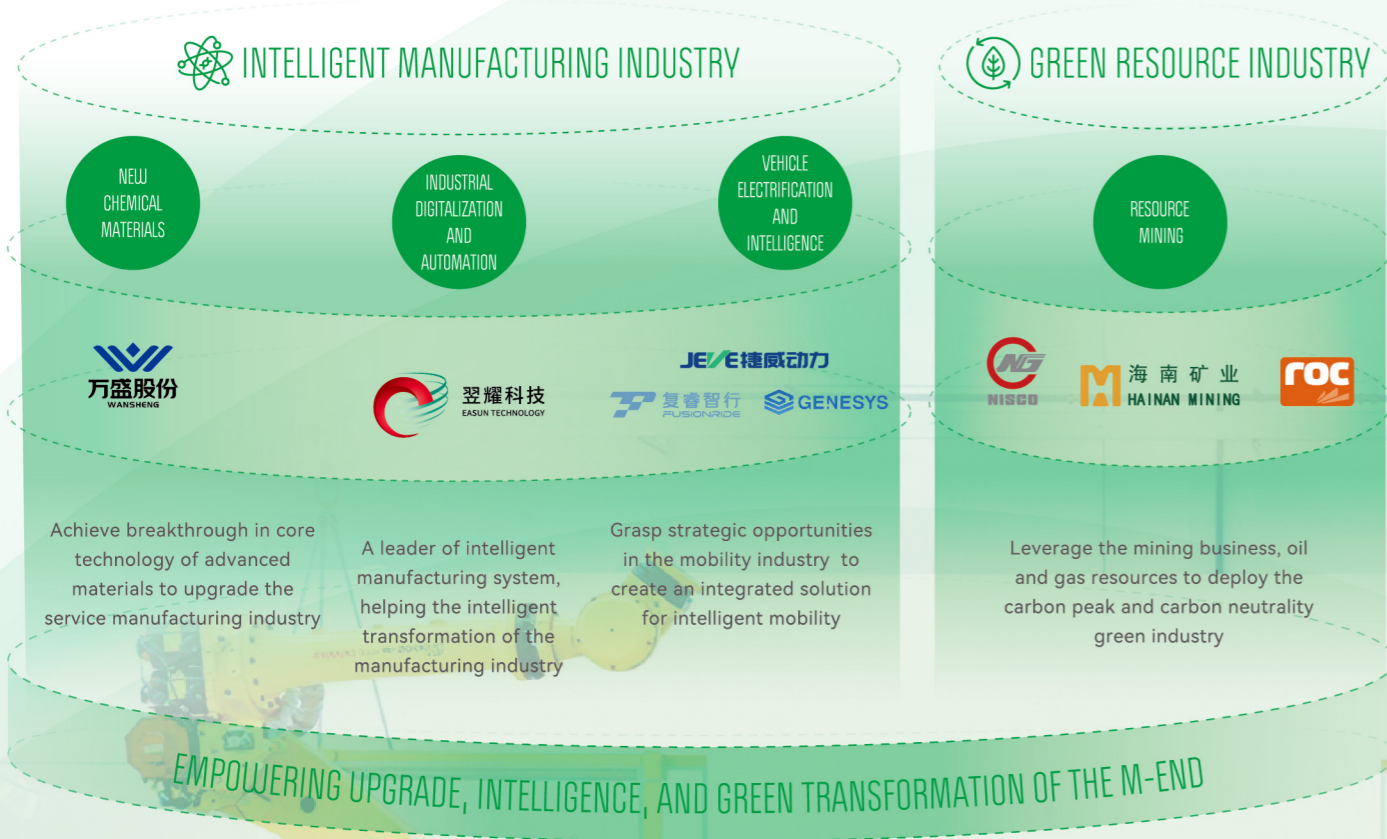 INTELLIGENT MANUFACTURING INDUSTRY
NEW
CHEMICAL
MATERIALS
INDUSTRIAL
DIGITALIZATION
AND
AUTOMATION
VEHICLE
ELECTRIFICATION
AND
INTELLIGENCE
万盛股份
WANSHENG
翌耀科技
EASUN TECHNOLOGY
JEVE捷威动力
复睿智行
FUSIONRIDE
GENESYS
Achieve breakthrough in core
technology of advanced
materials to upgrade the
service manufacturing industry
A leader of intelligent
manufacturing system,
helping the intelligent
transformation of the
manufacturing industry
Grasp strategic opportunities
in the mobility industry to
create an integrated solution
for intelligent mobility
GREEN RESOURCE INDUSTRY
RESOURCE
MINING
NG
NISCO
海南矿业
HAINAN MINING
roc
Leverage the mining business, oil
and gas resources to deploy the
carbon peak and carbon neutrality
green industry
EMPOWERING UPGRADE, INTELLIGENCE, AND GREEN TRANSFORMATION OF THE M-END